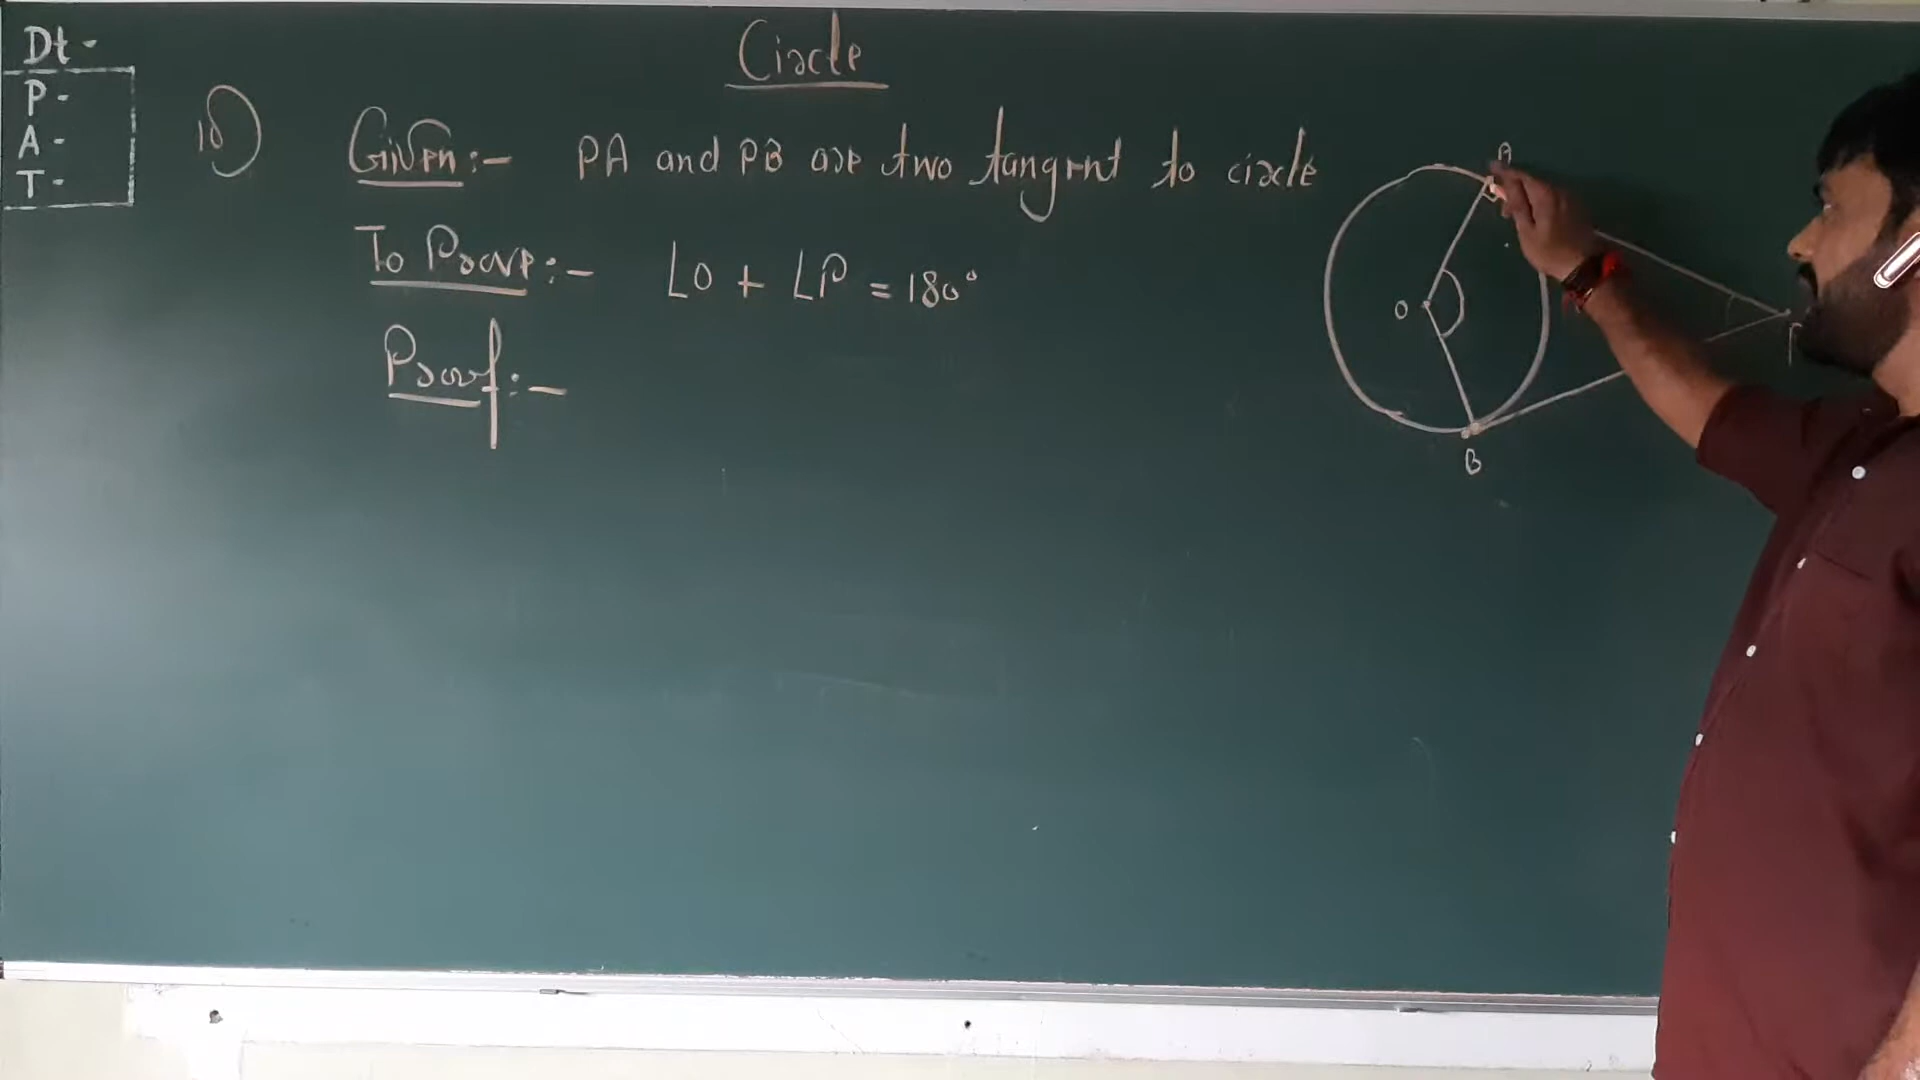 Circle
Dt -
P -
A -
T -
10)
Given :- PA and PB are two tangent to circle
To Prove :- ∠O + ∠P = 180°
Proof :-
A
O
P
B